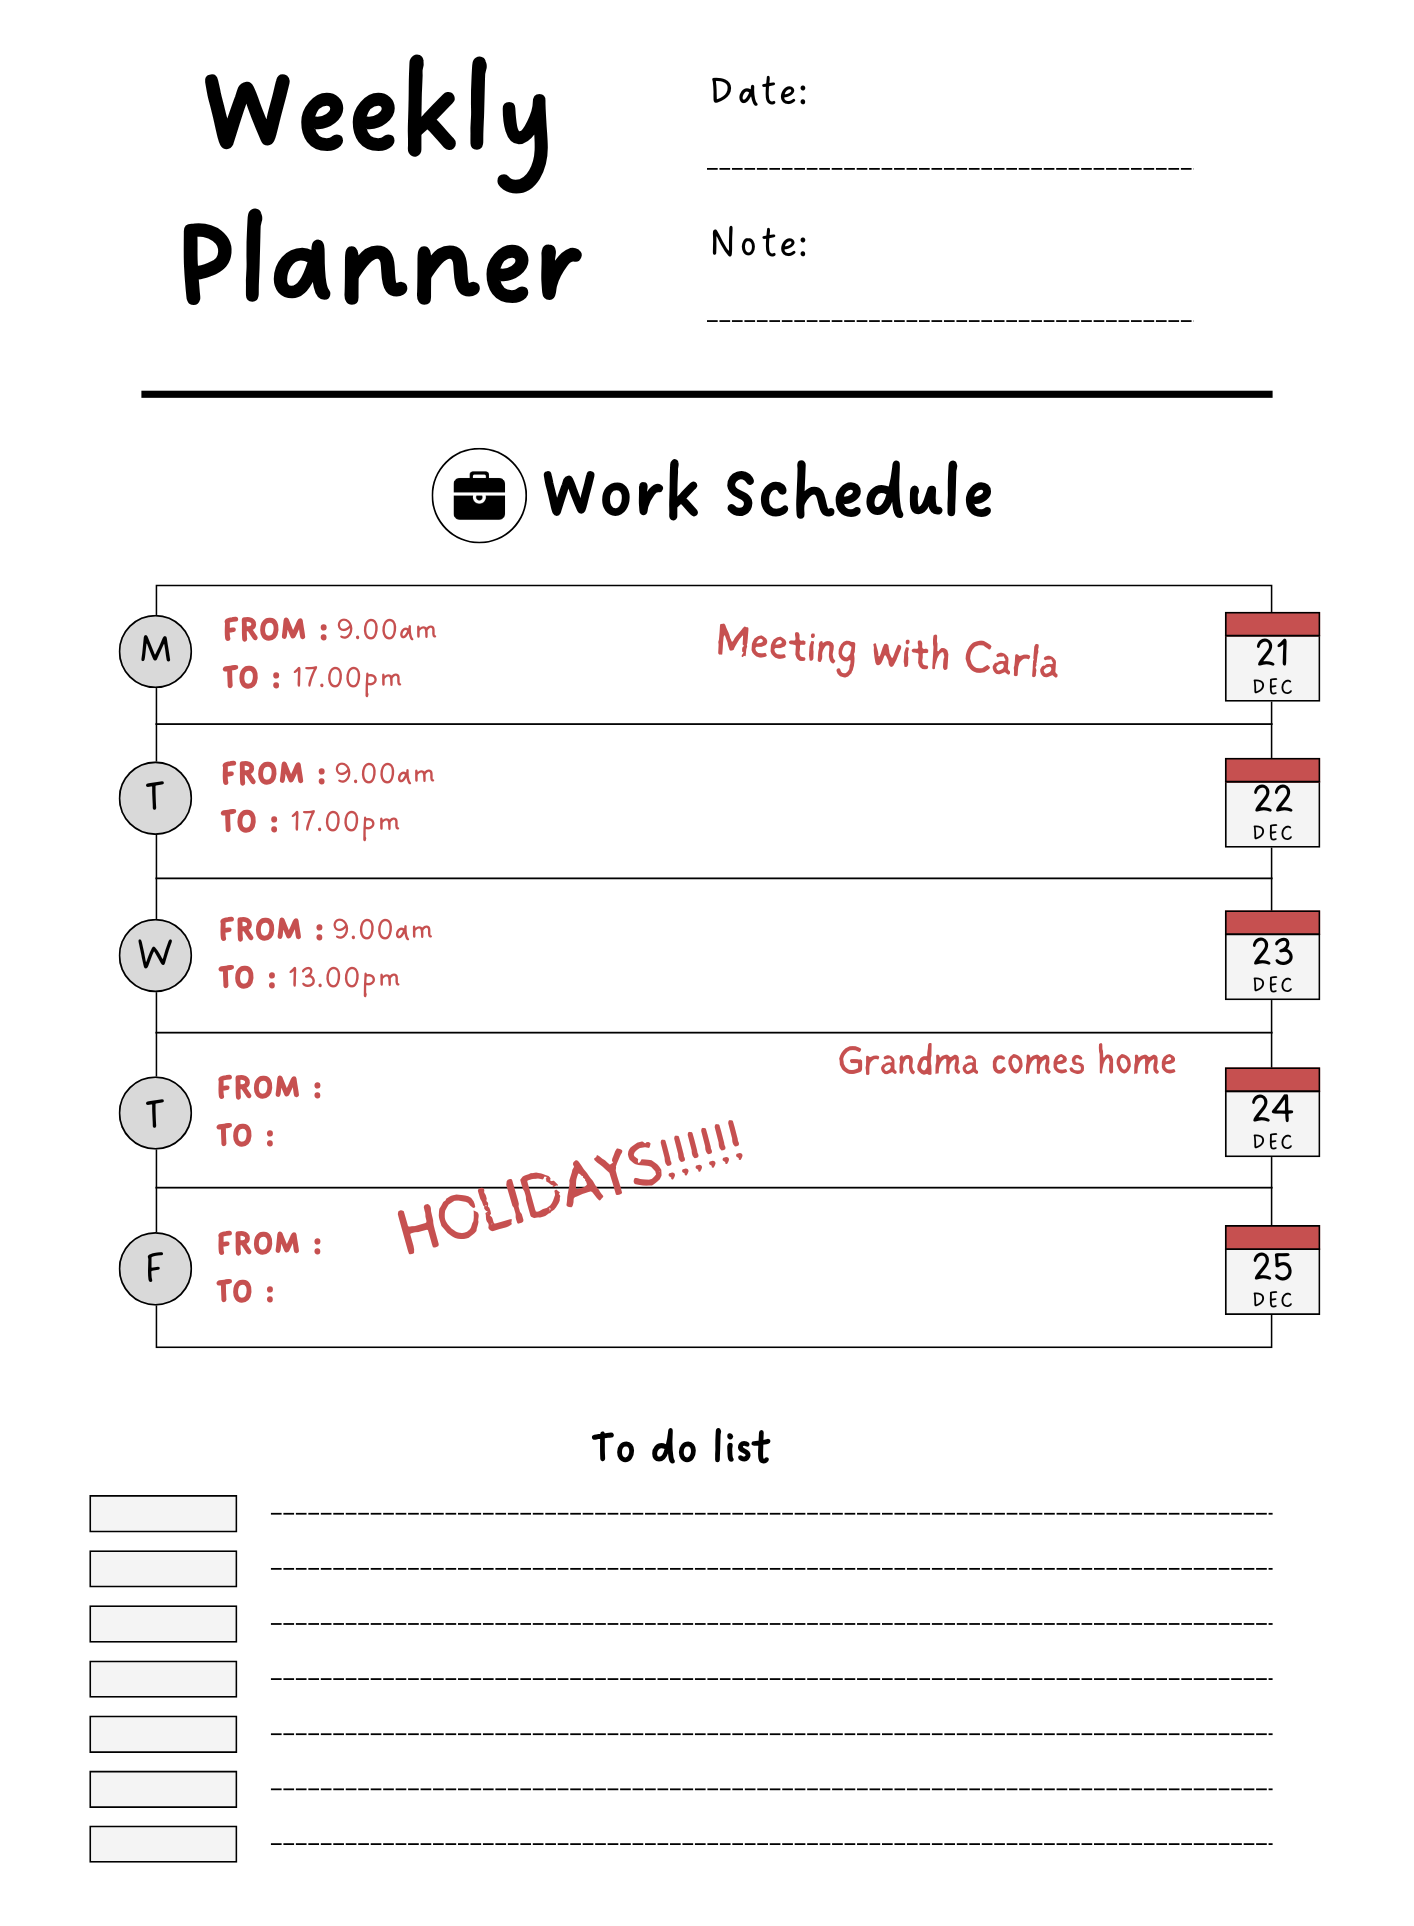 Weekly
Planner
Date:
Note:
Work Schedule
M
FROM : 9.00am
TO : 17.00pm
Meeting with Carla
21
DEC
T
FROM : 9.00am
TO : 17.00pm
22
DEC
W
FROM : 9.00am
TO : 13.00pm
23
DEC
T
FROM :
TO :
Grandma comes home
24
DEC
HOLIDAYS!!!!!!
F
FROM :
TO :
25
DEC
To do list